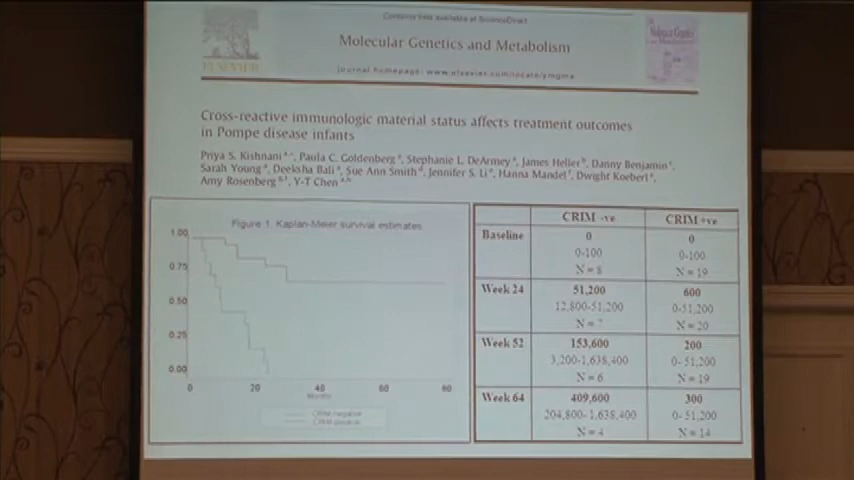 Contents lists available at ScienceDirect
Molecular Genetics and Metabolism
journal homepage: www.elsevier.com/locate/ymgme
ELSEVIER
Cross-reactive immunologic material status affects treatment outcomes
in Pompe disease infants
Priya S. Kishnani, Paula C. Goldenberg, Stephanie L. DeArmey, James Heller, Danny Benjamin,
Sarah Young, Deeksha Bali, Sue Ann Smith, Jennifer S. Li, Hanna Mandel, Dwight Koeberl,
Amy Rosenberg, Y-T Chen
Figure 1. Kaplan-Meier survival estimates
1.00
0.75
0.50
0.25
0.00
0 20 40 60 80
Months
CRIM negative
CRIM positive
CRIM -ve CRIM +ve
Baseline 0 0
0-100 0-100
N = 8 N = 19
Week 24 51,200 600
12,800-51,200 0-51,200
N = 7 N = 20
Week 52 153,600 200
3,200-1,638,400 0- 51,200
N = 6 N = 19
Week 64 409,600 300
204,800- 1,638,400 0- 51,200
N = 4 N = 14